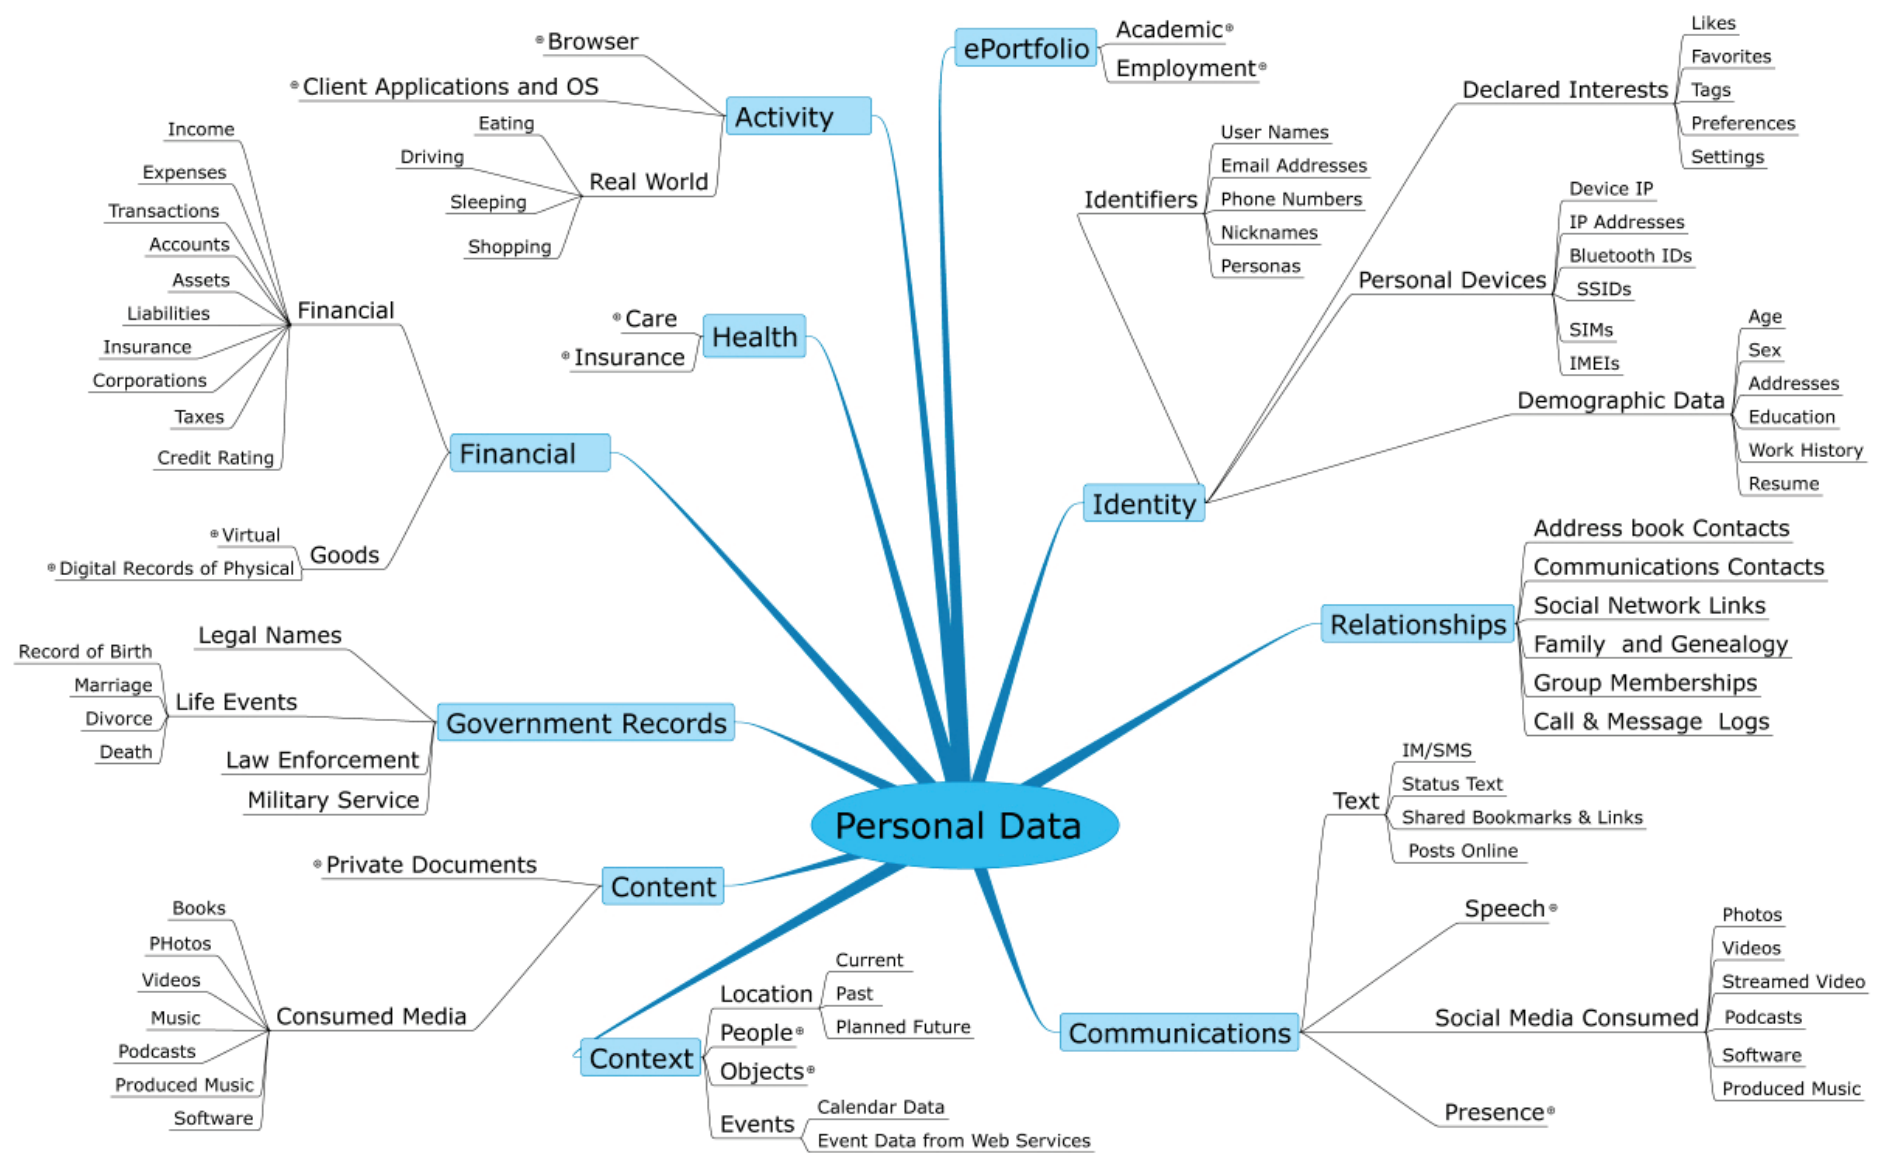 Personal Data
ePortfolio
Academic
Employment
Identity
Identifiers
User Names
Email Addresses
Phone Numbers
Nicknames
Personas
Declared Interests
Likes
Favorites
Tags
Preferences
Settings
Personal Devices
Device IP
IP Addresses
Bluetooth IDs
SSIDs
SIMs
IMEIs
Demographic Data
Age
Sex
Addresses
Education
Work History
Resume
Relationships
Address book Contacts
Communications Contacts
Social Network Links
Family  and Genealogy
Group Memberships
Call & Message  Logs
Communications
Text
IM/SMS
Status Text
Shared Bookmarks & Links
Posts Online
Speech
Social Media Consumed
Photos
Videos
Streamed Video
Podcasts
Software
Produced Music
Presence
Activity
Browser
Client Applications and OS
Real World
Eating
Driving
Sleeping
Shopping
Health
Care
Insurance
Financial
Financial
Income
Expenses
Transactions
Accounts
Assets
Liabilities
Insurance
Corporations
Taxes
Credit Rating
Goods
Virtual
Digital Records of Physical
Government Records
Legal Names
Life Events
Record of Birth
Marriage
Divorce
Death
Law Enforcement
Military Service
Content
Private Documents
Consumed Media
Books
PHotos
Videos
Music
Podcasts
Produced Music
Software
Context
Location
Current
Past
Planned Future
People
Objects
Events
Calendar Data
Event Data from Web Services